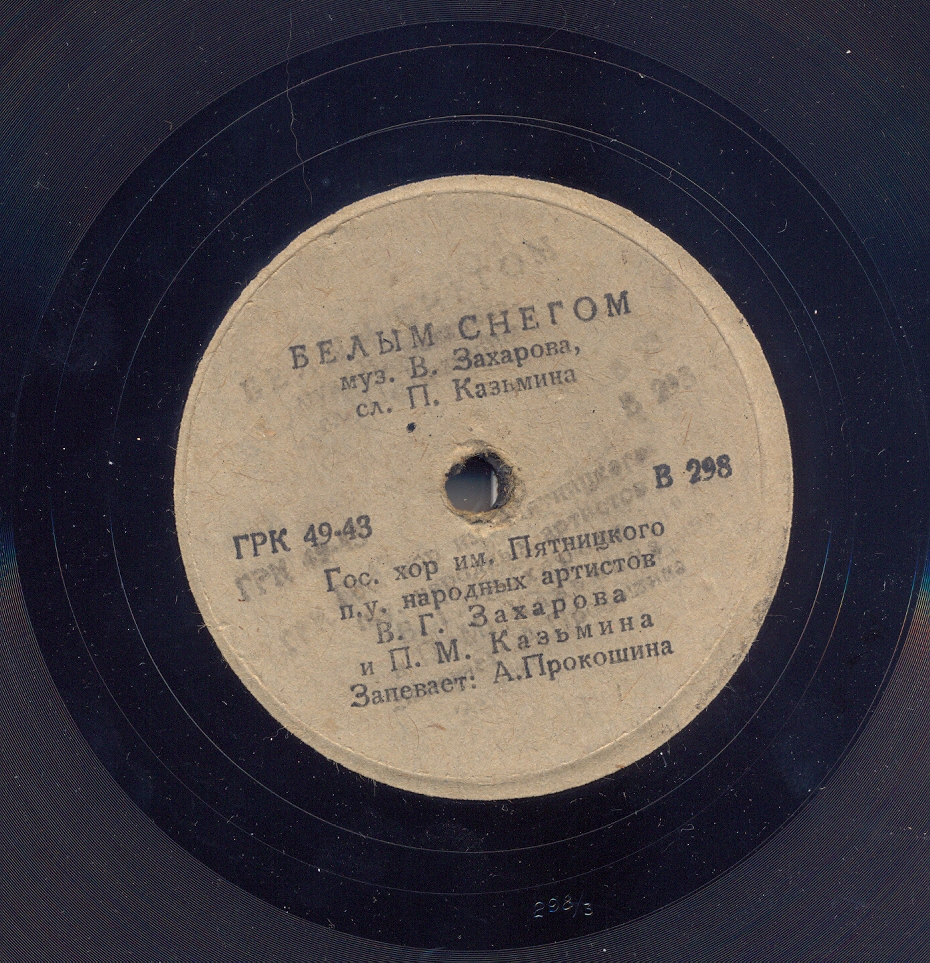 БЕЛЫМ СНЕГОМ
муз. В. Захарова,
сл. П. Казьмина
В 298
ГРК 49-43
Гос. хор им. Пятницкого
п.у. народных артистов
В. Г. Захарова
и П. М. Казьмина
Запевает: А.Прокошина
298/3